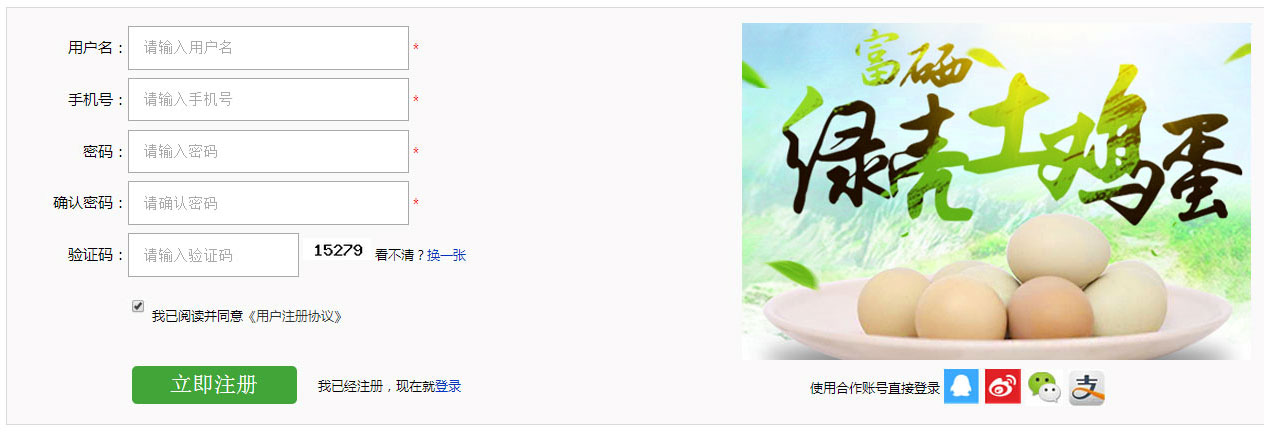 用户名： 请输入用户名 *
手机号： 请输入手机号 *
密码： 请输入密码 *
确认密码： 请确认密码 *
验证码： 请输入验证码 15279 看不清？换一张
我已阅读并同意《用户注册协议》
立即注册 我已经注册，现在就登录
富硒
绿壳土鸡蛋
使用合作账号直接登录 支